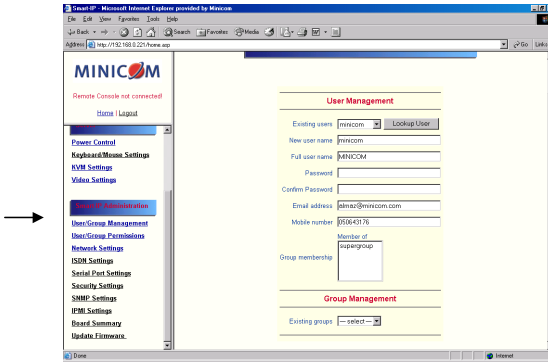 Smart-IP - Microsoft Internet Explorer provided by Minicom
File Edit View Favorites Tools Help
Back Search Favorites Media
Address http://192.168.0.221/home.asp Go Links
MINICOM
Remote Console not connected!
Home | Logout
Power Control
Keyboard/Mouse Settings
KVM Settings
Video Settings
Administration
User/Group Management
User/Group Permissions
Network Settings
ISDN Settings
Serial Port Settings
Security Settings
SNMP Settings
IPMI Settings
Board Summary
Update Firmware
User Management
Existing users minicom Lookup User
New user name minicom
Full user name MINICOM
Password
Confirm Password
Email address almaz@minicom.com
Mobile number 050643176
Member of
Group membership supergroup
Group Management
Existing groups --- select ---
Done Internet